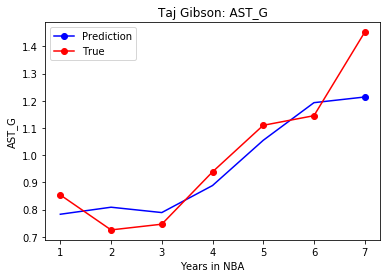 Taj Gibson: AST_G
Prediction
True
AST_G
1.4
1.3
1.2
1.1
1.0
0.9
0.8
0.7
1 2 3 4 5 6 7
Years in NBA